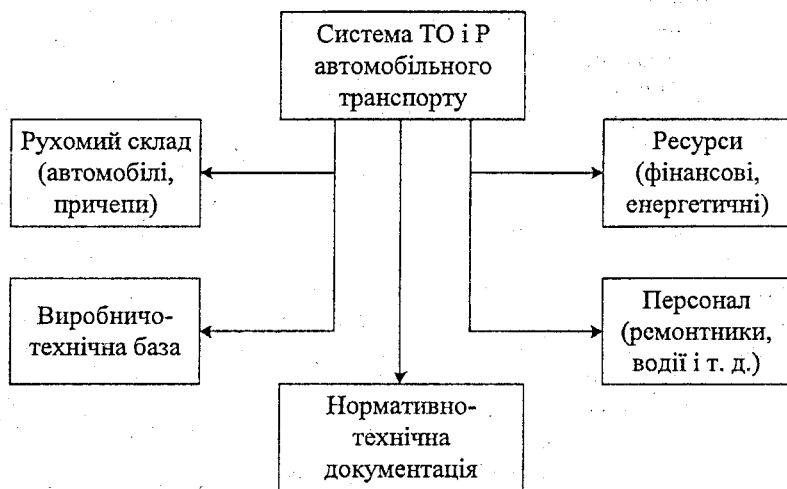 Система ТО і Р
автомобільного
транспорту
Рухомий склад
(автомобілі,
причепи)
Ресурси
(фінансові,
енергетичні)
Виробничо-
технічна база
Персонал
(ремонтники,
водії і т. д.)
Нормативно-
технічна
документація